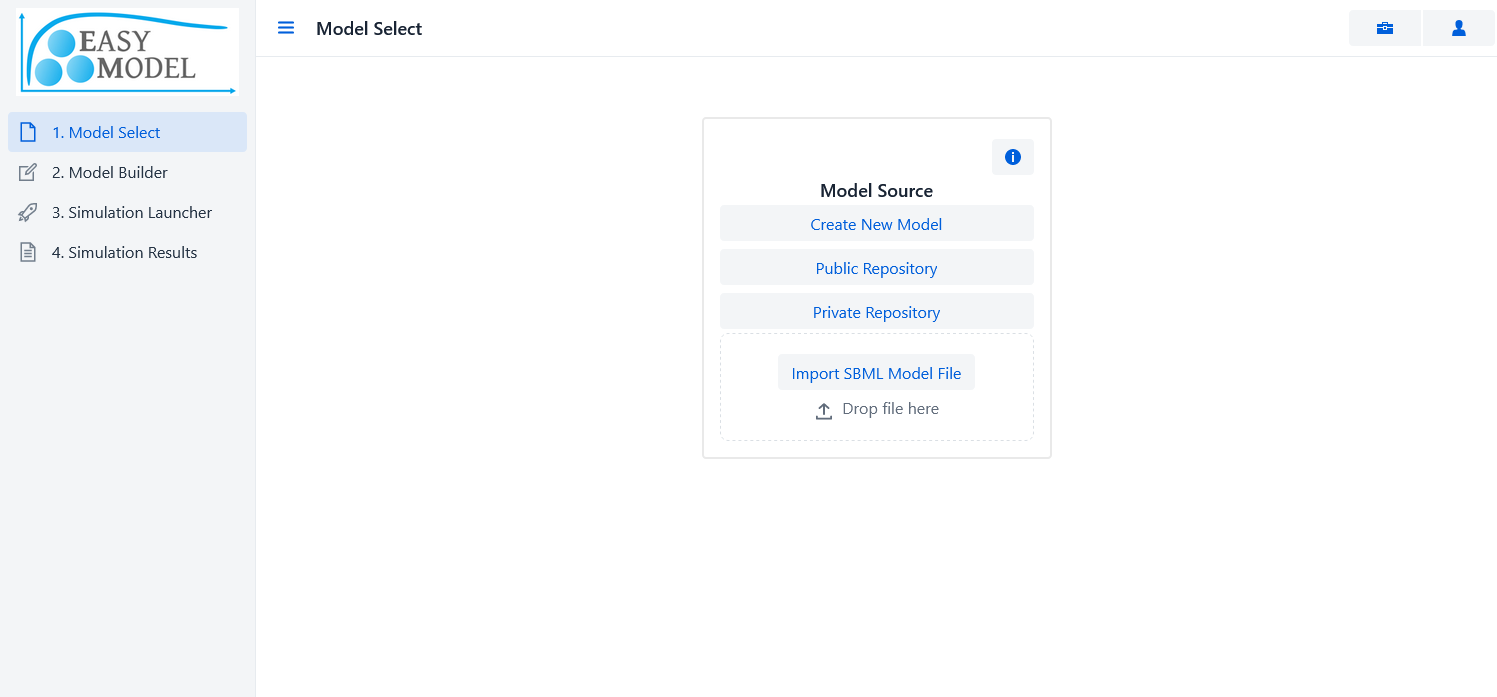 EASY
MODEL
Model Select
1. Model Select
2. Model Builder
3. Simulation Launcher
4. Simulation Results
Model Source
Create New Model
Public Repository
Private Repository
Import SBML Model File
Drop file here